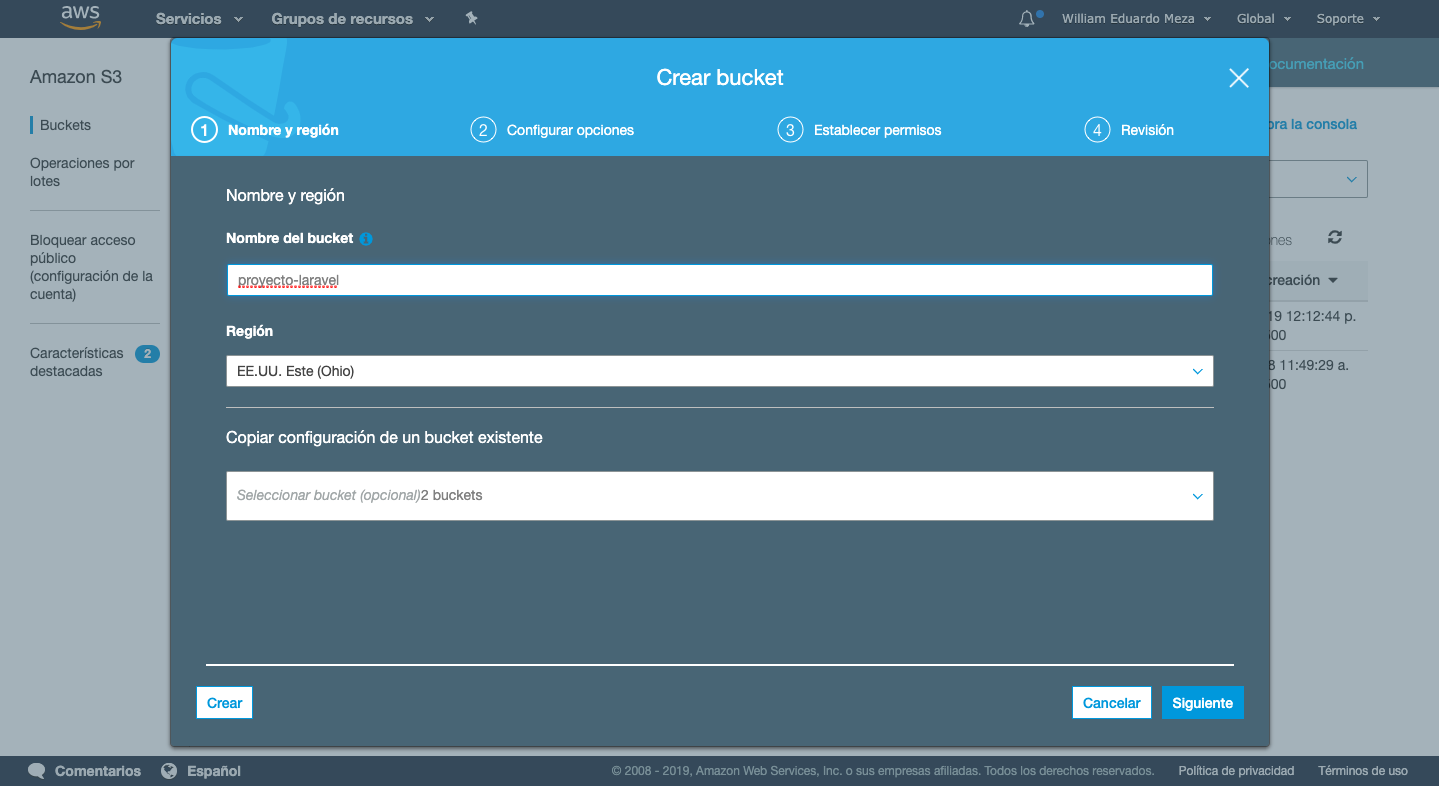 aws Servicios Grupos de recursos William Eduardo Meza Global Soporte
Amazon S3
Buckets
Operaciones por
lotes
Bloquear acceso
público
(configuración de la
cuenta)
Características 2
destacadas
Crear bucket
1 Nombre y región 2 Configurar opciones 3 Establecer permisos 4 Revisión
Nombre y región
Nombre del bucket
proyecto-laravel
Región
EE.UU. Este (Ohio)
Copiar configuración de un bucket existente
Seleccionar bucket (opcional)2 buckets
Crear Cancelar Siguiente
ocumentación
ora la consola
nes
creación
19 12:12:44 p.
500
8 11:49:29 a.
500
Comentarios Español © 2008 - 2019, Amazon Web Services, Inc. o sus empresas afiliadas. Todos los derechos reservados. Política de privacidad Términos de uso